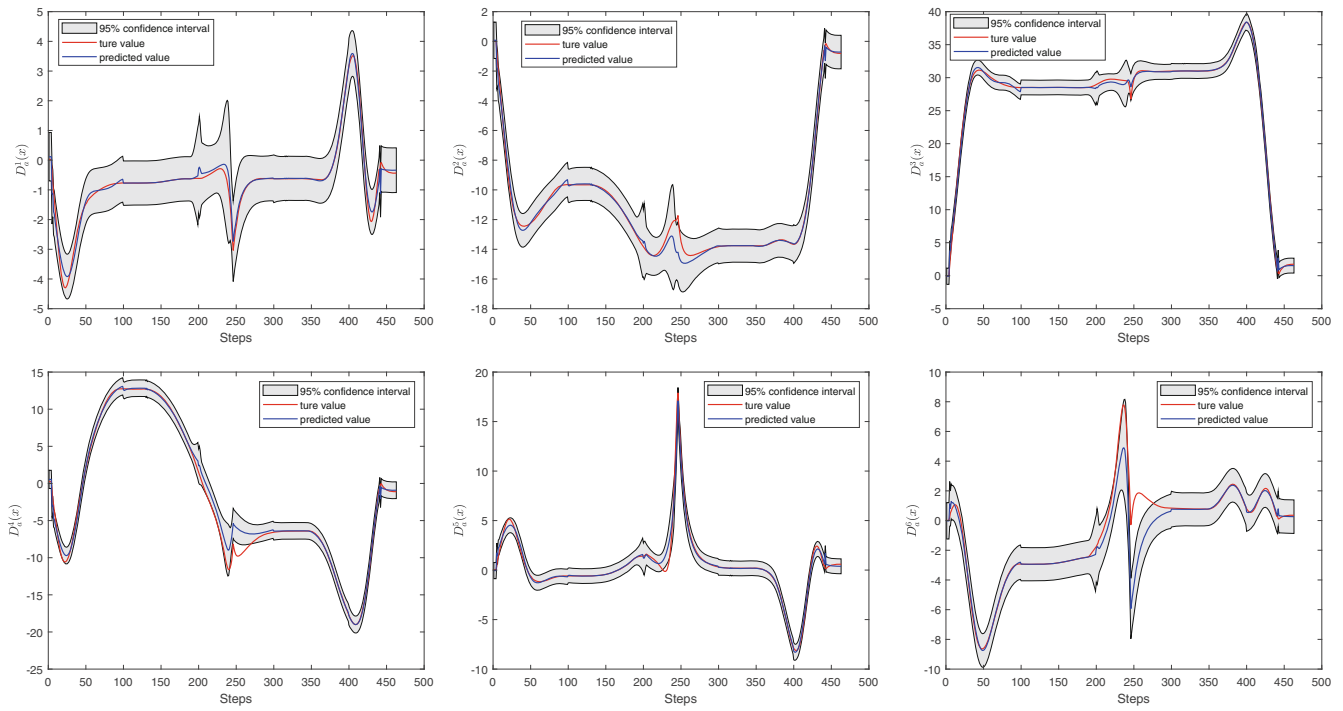 5
4
3
2
1
0
-1
-2
-3
-4
-5
0 50 100 150 200 250 300 350 400 450 500
Steps
D_a^1(x)
95% confidence interval
ture value
predicted value
2
0
-2
-4
-6
-8
-10
-12
-14
-16
-18
0 50 100 150 200 250 300 350 400 450 500
Steps
D_a^2(x)
95% confidence interval
ture value
predicted value
40
35
30
25
20
15
10
5
0
-5
0 50 100 150 200 250 300 350 400 450 500
Steps
D_a^3(x)
95% confidence interval
ture value
predicted value
15
10
5
0
-5
-10
-15
-20
-25
0 50 100 150 200 250 300 350 400 450 500
Steps
D_a^4(x)
95% confidence interval
ture value
predicted value
20
15
10
5
0
-5
-10
0 50 100 150 200 250 300 350 400 450 500
Steps
D_a^5(x)
95% confidence interval
ture value
predicted value
10
8
6
4
2
0
-2
-4
-6
-8
-10
0 50 100 150 200 250 300 350 400 450 500
Steps
D_a^6(x)
95% confidence interval
ture value
predicted value